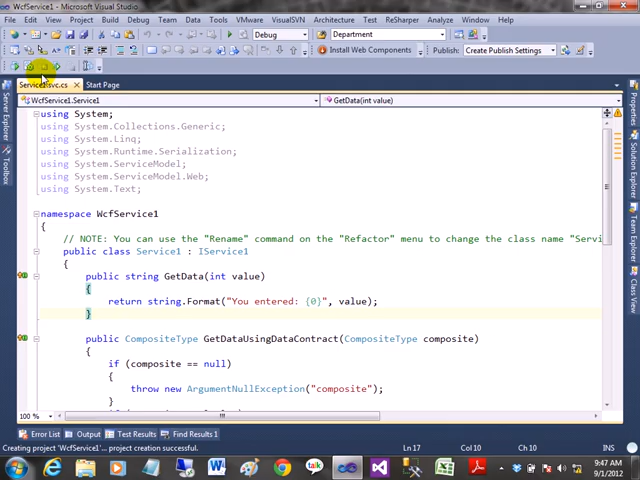 WcfService1 - Microsoft Visual Studio
File Edit View Project Build Debug Team Data Tools VMware VisualSVN Architecture Test ReSharper Analyze Window Help
Debug Department
Install Web Components Publish: Create Publish Settings
Service1.svc.cs Start Page
WcfService1.Service1 GetData(int value)
using System;
using System.Collections.Generic;
using System.Linq;
using System.Runtime.Serialization;
using System.ServiceModel;
using System.ServiceModel.Web;
using System.Text;
namespace WcfService1
{
// NOTE: You can use the "Rename" command on the "Refactor" menu to change the class name "Servi
public class Service1 : IService1
{
public string GetData(int value)
{
return string.Format("You entered: {0}", value);
}
public CompositeType GetDataUsingDataContract(CompositeType composite)
{
if (composite == null)
{
throw new ArgumentNullException("composite");
}
100 %
Server Explorer
Toolbox
Properties
Solution Explorer
Class View
Error List Output Test Results Find Results 1
Creating project 'WcfService1'... project creation successful. Ln 17 Col 10 Ch 10 INS
talk
9:47 AM
9/1/2012